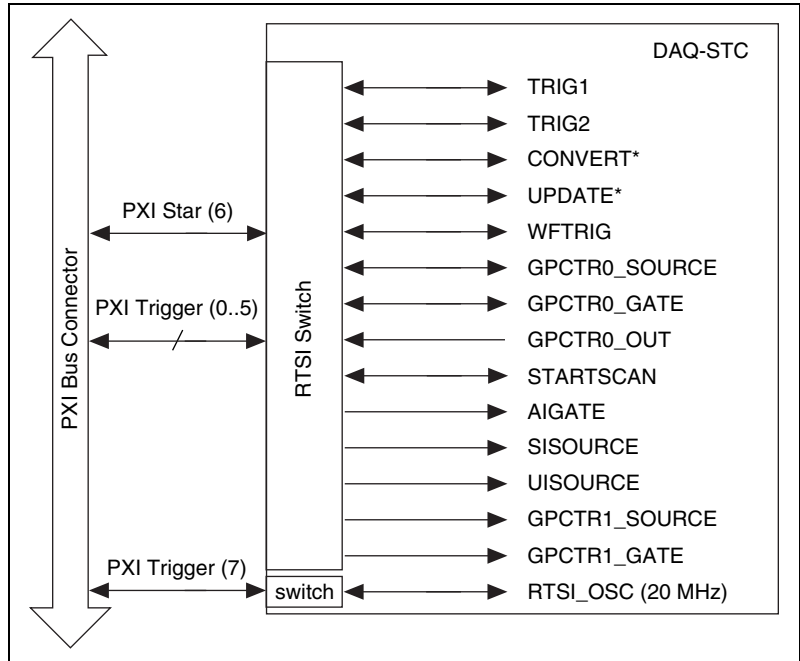 DAQ-STC
TRIG1
TRIG2
CONVERT*
UPDATE*
WFTRIG
GPCTR0_SOURCE
GPCTR0_GATE
GPCTR0_OUT
STARTSCAN
AIGATE
SISOURCE
UISOURCE
GPCTR1_SOURCE
GPCTR1_GATE
RTSI_OSC (20 MHz)
PXI Star (6)
PXI Trigger (0..5)
PXI Trigger (7)
PXI Bus Connector
RTSI Switch
switch